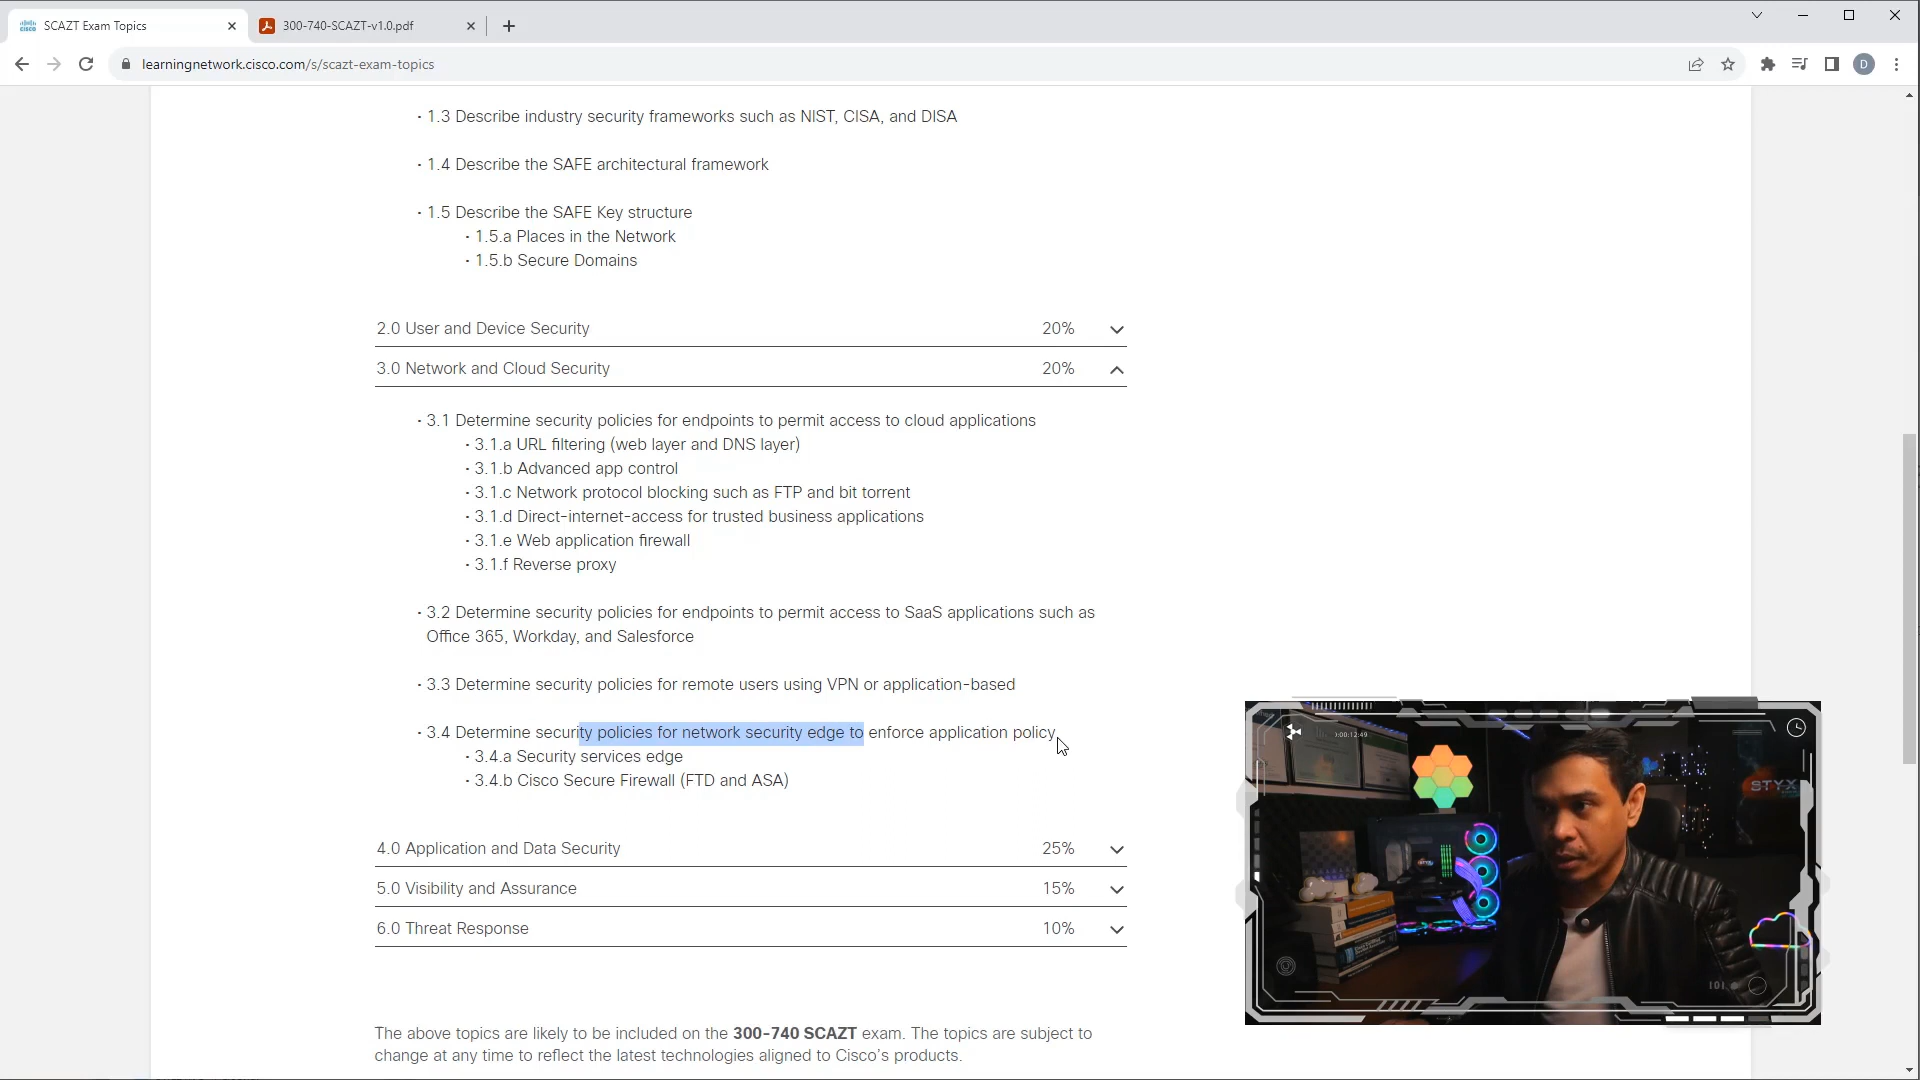 SCAZT Exam Topics
300-740-SCAZT-v1.0.pdf
learningnetwork.cisco.com/s/scazt-exam-topics
D
· 1.3 Describe industry security frameworks such as NIST, CISA, and DISA
· 1.4 Describe the SAFE architectural framework
· 1.5 Describe the SAFE Key structure
· 1.5.a Places in the Network
· 1.5.b Secure Domains
2.0 User and Device Security 20%
3.0 Network and Cloud Security 20%
· 3.1 Determine security policies for endpoints to permit access to cloud applications
· 3.1.a URL filtering (web layer and DNS layer)
· 3.1.b Advanced app control
· 3.1.c Network protocol blocking such as FTP and bit torrent
· 3.1.d Direct-internet-access for trusted business applications
· 3.1.e Web application firewall
· 3.1.f Reverse proxy
· 3.2 Determine security policies for endpoints to permit access to SaaS applications such as
Office 365, Workday, and Salesforce
· 3.3 Determine security policies for remote users using VPN or application-based
· 3.4 Determine security policies for network security edge to enforce application policy
· 3.4.a Security services edge
· 3.4.b Cisco Secure Firewall (FTD and ASA)
4.0 Application and Data Security 25%
5.0 Visibility and Assurance 15%
6.0 Threat Response 10%
The above topics are likely to be included on the 300-740 SCAZT exam. The topics are subject to
change at any time to reflect the latest technologies aligned to Cisco's products.
STYX
101